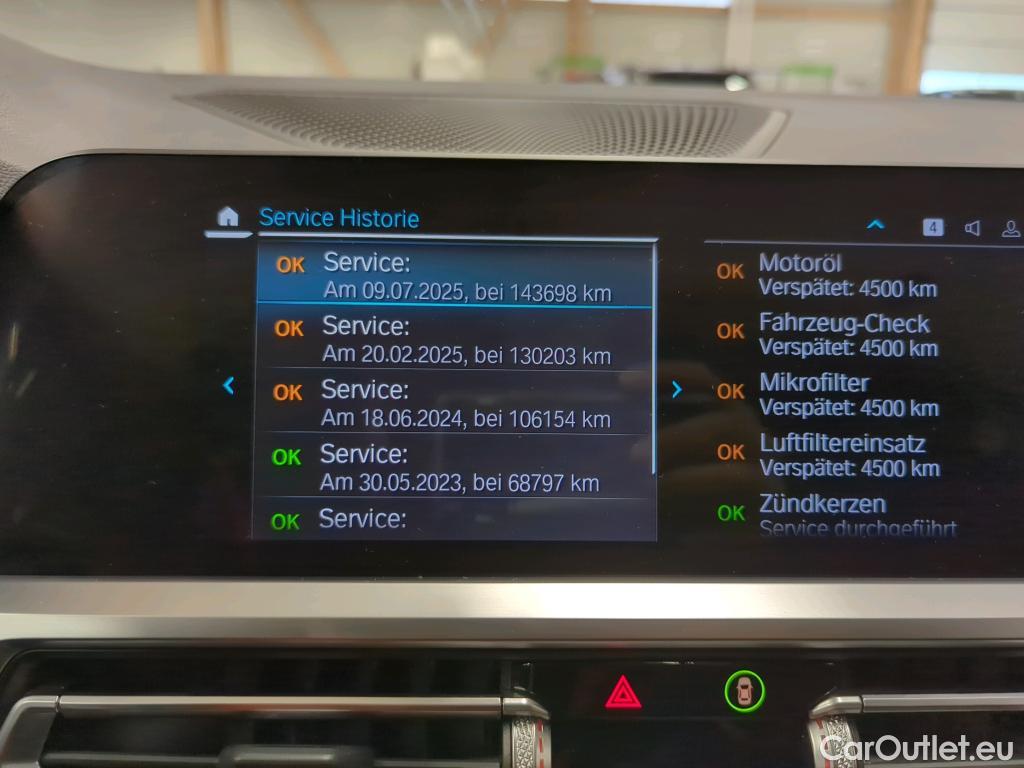 Service Historie
4
OK Service:
Am 09.07.2025, bei 143698 km
OK Service:
Am 20.02.2025, bei 130203 km
OK Service:
Am 18.06.2024, bei 106154 km
OK Service:
Am 30.05.2023, bei 68797 km
OK Service:
OK Motoröl
Verspätet: 4500 km
OK Fahrzeug-Check
Verspätet: 4500 km
OK Mikrofilter
Verspätet: 4500 km
OK Luftfiltereinsatz
Verspätet: 4500 km
OK Zündkerzen
Service durchgeführt
CarOutlet.eu